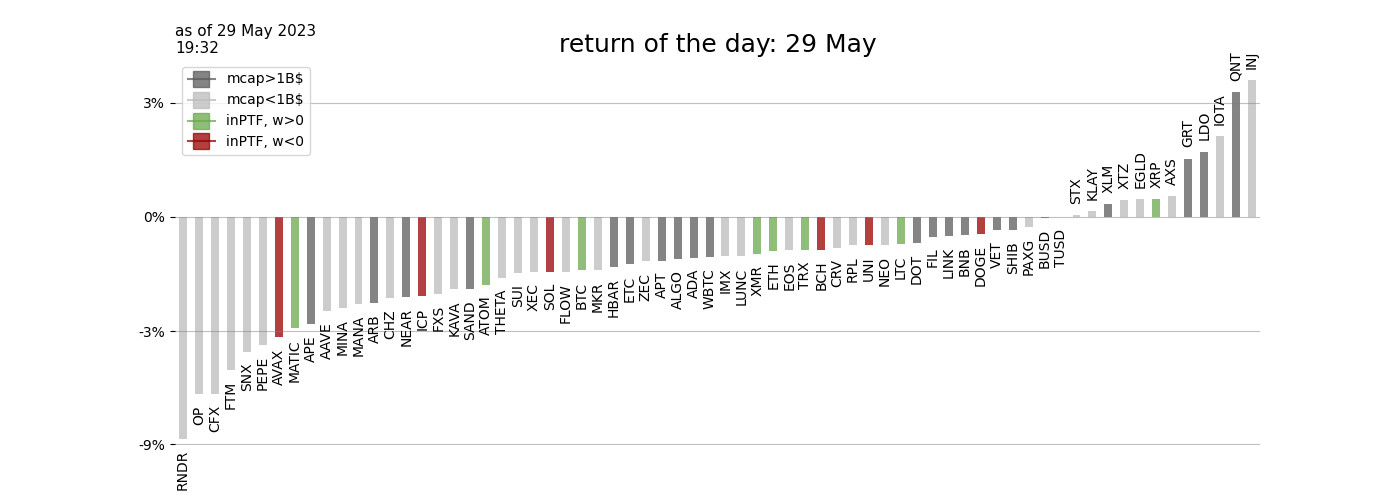 as of 29 May 2023
19:32
return of the day: 29 May
mcap>1B$
mcap<1B$
inPTF, w>0
inPTF, w<0
3%
0%
-3%
-9%
RNDR
OP
CFX
FTM
SNX
PEPE
AVAX
MATIC
APE
AAVE
MINA
MANA
ARB
CHZ
NEAR
ICP
FXS
KAVA
SAND
ATOM
THETA
SUI
XEC
SOL
FLOW
BTC
MKR
HBAR
ETC
ZEC
APT
ALGO
ADA
WBTC
IMX
LUNC
XMR
ETH
EOS
TRX
BCH
CRV
RPL
UNI
NEO
LTC
DOT
FIL
LINK
BNB
DOGE
VET
SHIB
PAXG
BUSD
TUSD
STX
KLAY
XLM
XTZ
EGLD
XRP
AXS
GRT
LDO
IOTA
QNT
INJ